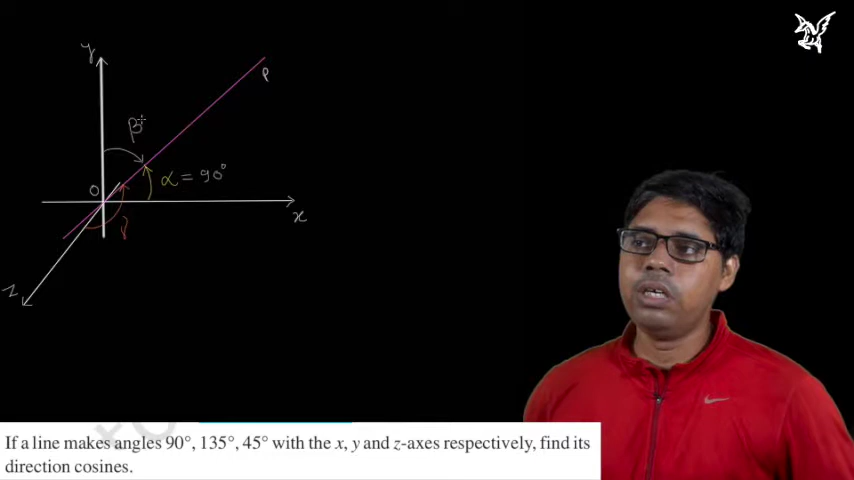 y
P
β
α = 90°
O
x
γ
z
If a line makes angles 90°, 135°, 45° with the x, y and z-axes respectively, find its
direction cosines.